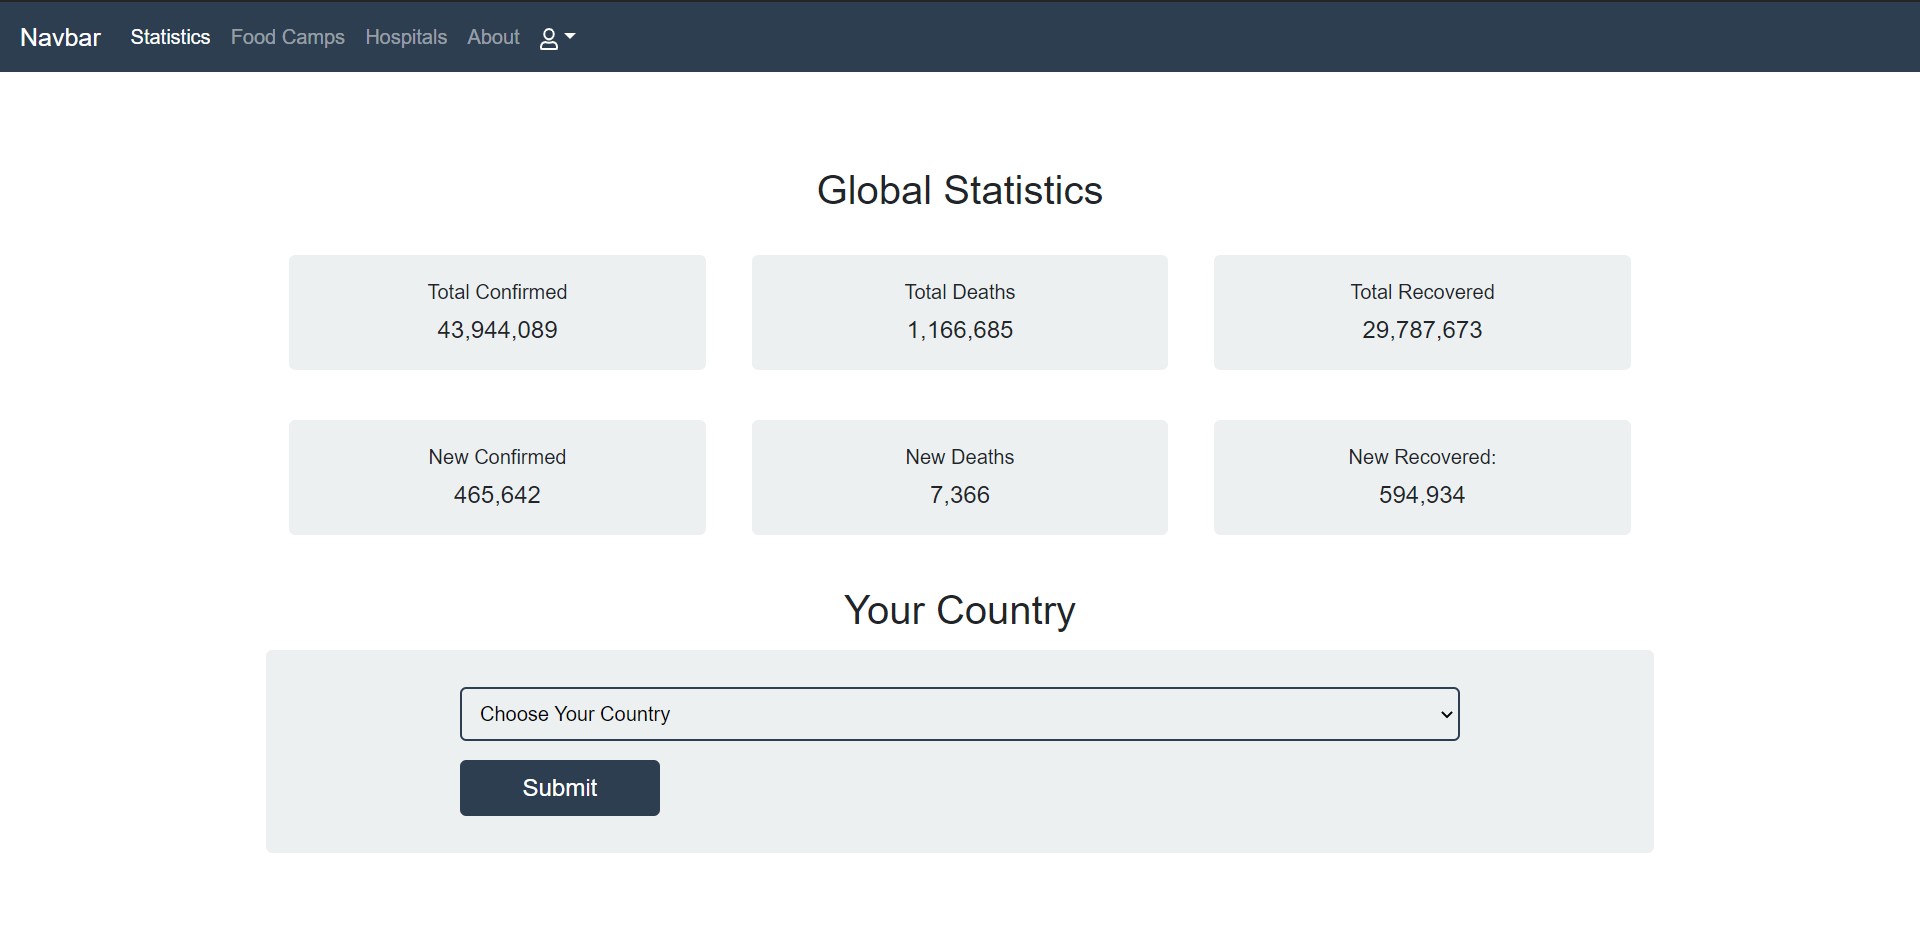 Navbar Statistics Food Camps Hospitals About
Global Statistics
Total Confirmed
43,944,089
Total Deaths
1,166,685
Total Recovered
29,787,673
New Confirmed
465,642
New Deaths
7,366
New Recovered:
594,934
Your Country
Choose Your Country
Submit